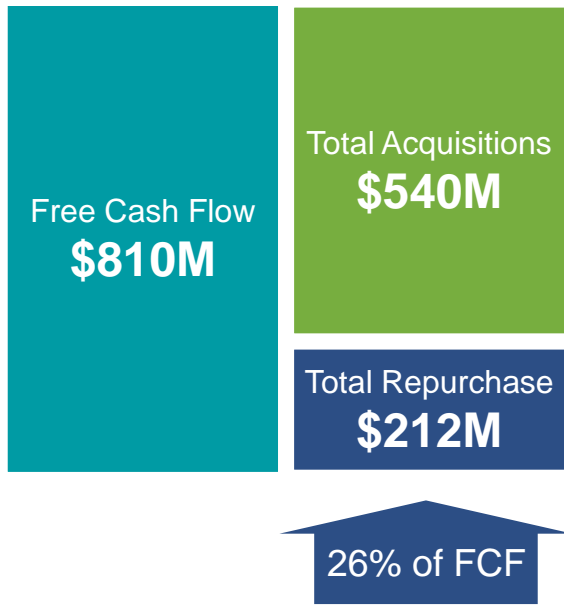 Free Cash Flow
$810M
Total Acquisitions
$540M
Total Repurchase
$212M
26% of FCF